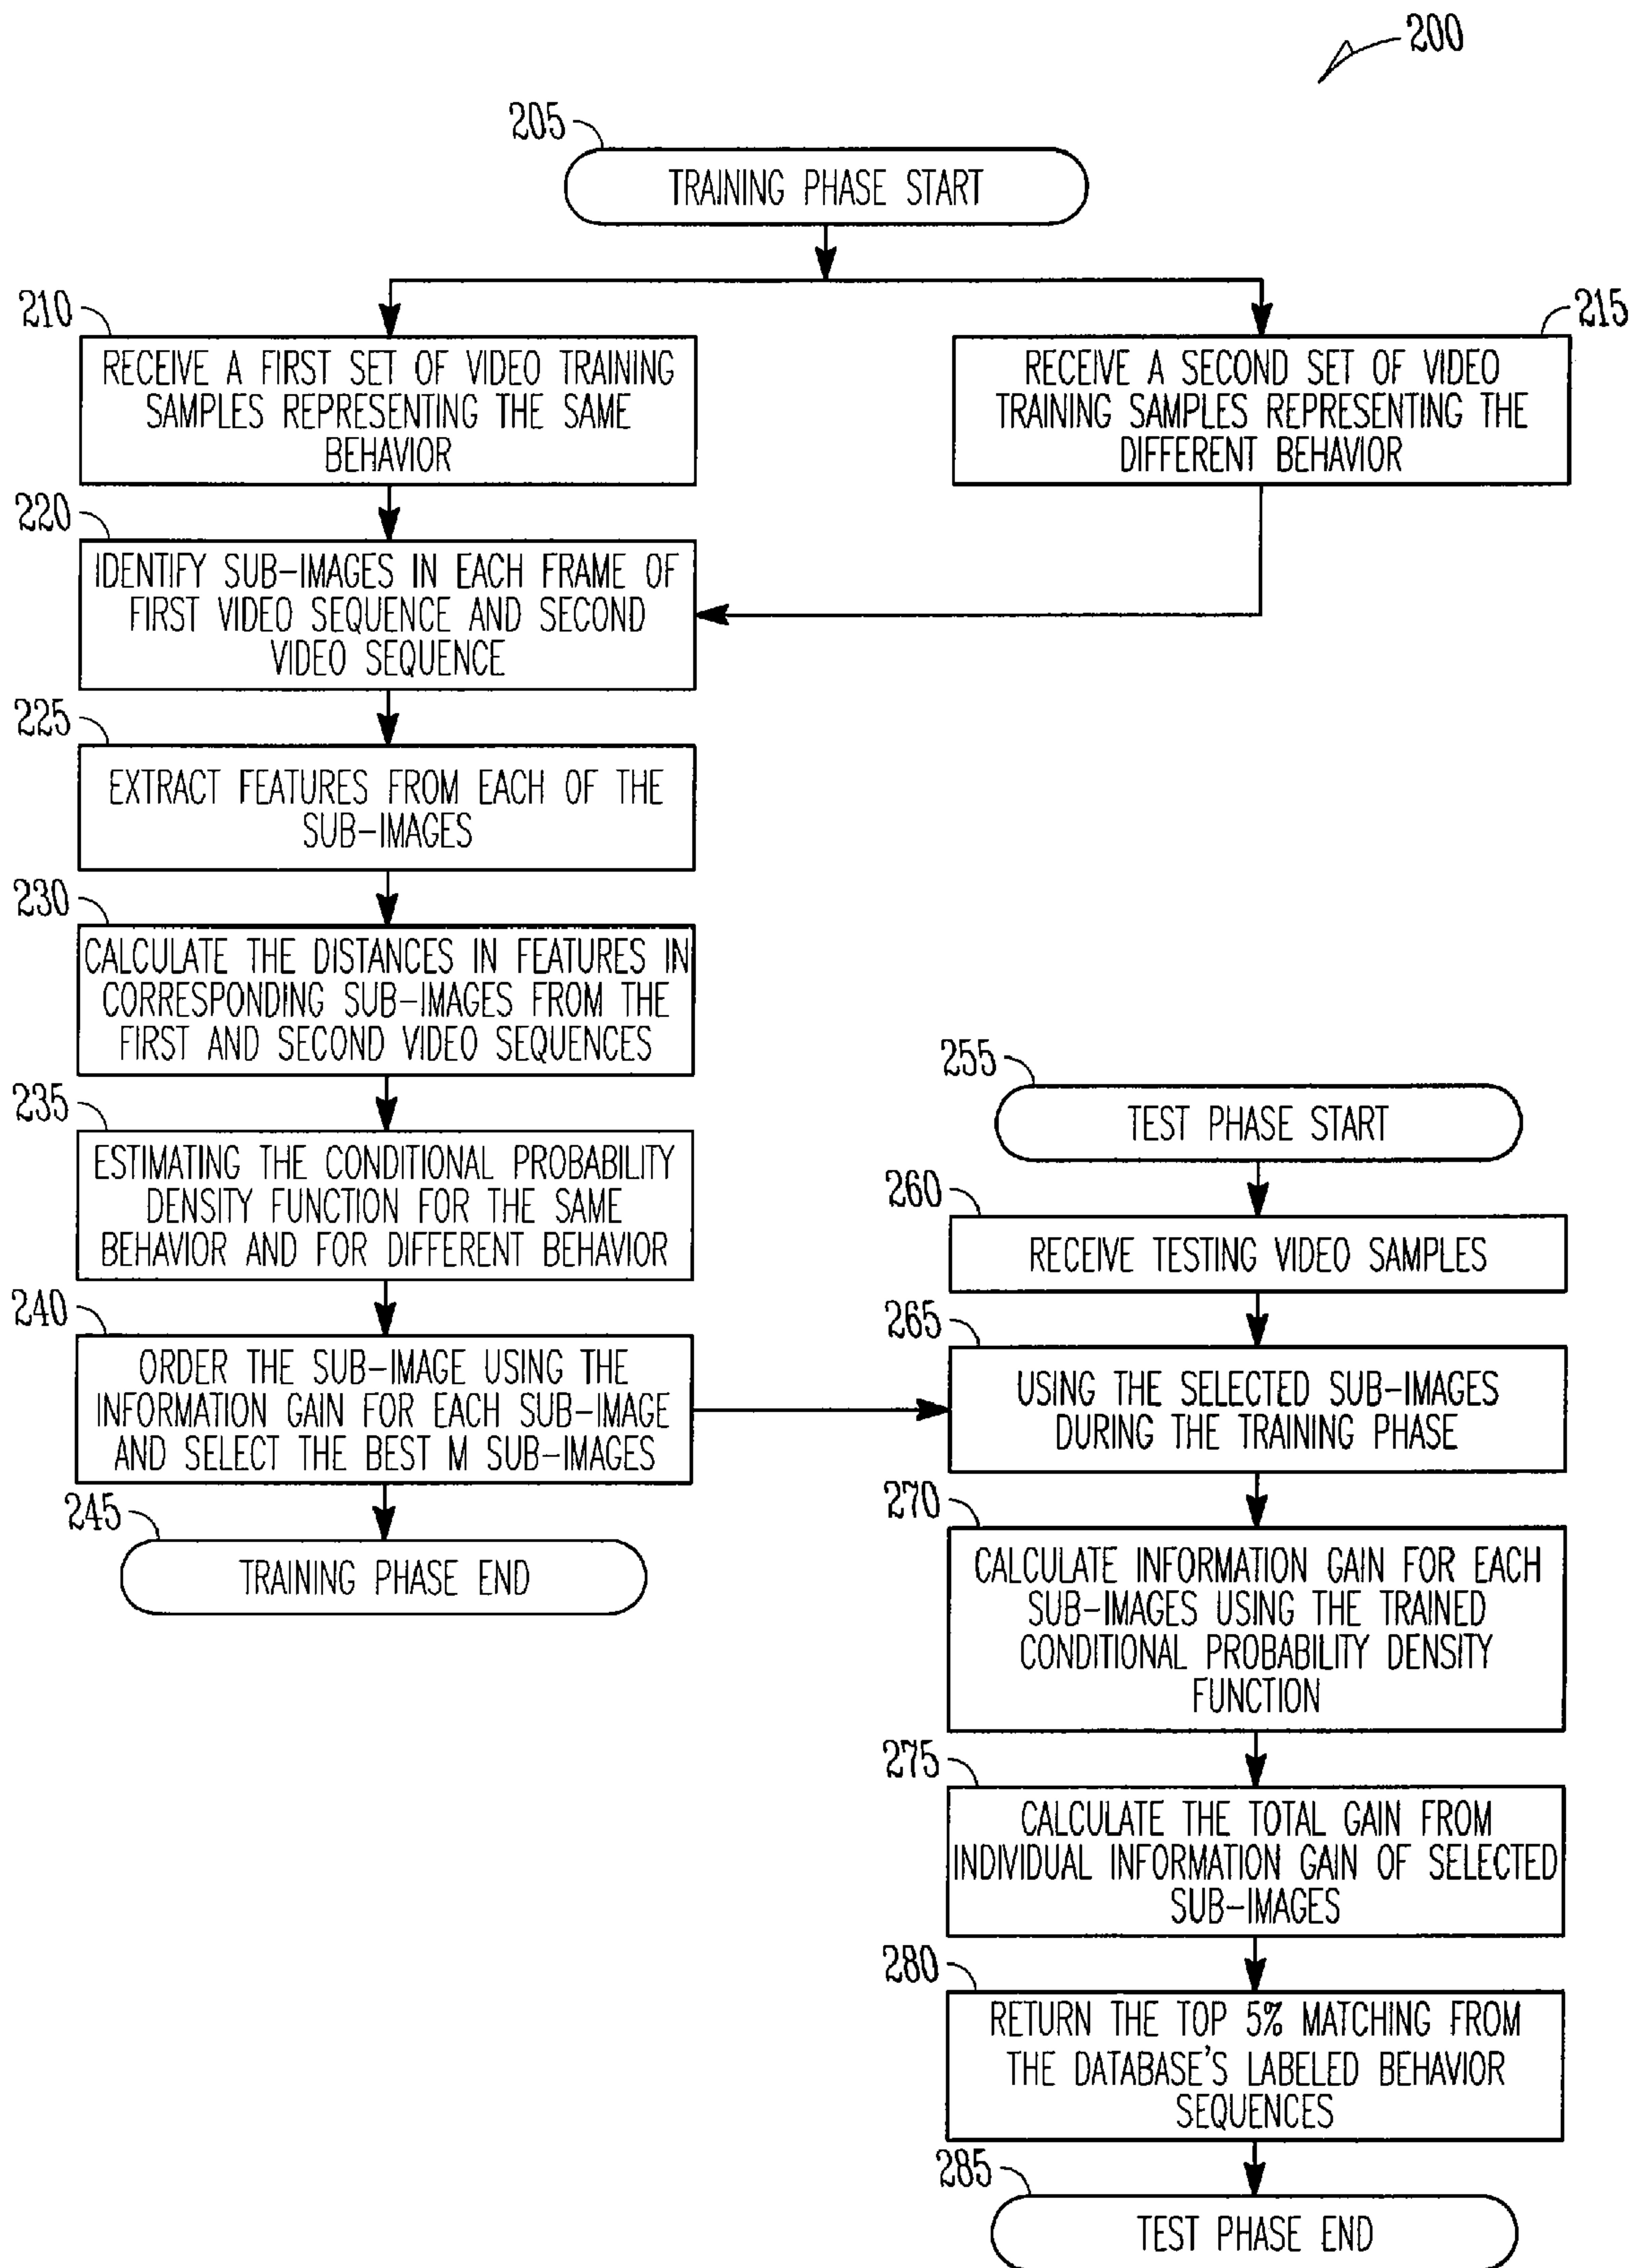 200
205
TRAINING PHASE START
210
RECEIVE A FIRST SET OF VIDEO TRAINING
SAMPLES REPRESENTING THE SAME
BEHAVIOR
215
RECEIVE A SECOND SET OF VIDEO
TRAINING SAMPLES REPRESENTING THE
DIFFERENT BEHAVIOR
220
IDENTIFY SUB-IMAGES IN EACH FRAME OF
FIRST VIDEO SEQUENCE AND SECOND
VIDEO SEQUENCE
225
EXTRACT FEATURES FROM EACH OF THE
SUB-IMAGES
230
CALCULATE THE DISTANCES IN FEATURES IN
CORRESPONDING SUB-IMAGES FROM THE
FIRST AND SECOND VIDEO SEQUENCES
235
ESTIMATING THE CONDITIONAL PROBABILITY
DENSITY FUNCTION FOR THE SAME
BEHAVIOR AND FOR DIFFERENT BEHAVIOR
240
ORDER THE SUB-IMAGE USING THE
INFORMATION GAIN FOR EACH SUB-IMAGE
AND SELECT THE BEST M SUB-IMAGES
245
TRAINING PHASE END
255
TEST PHASE START
260
RECEIVE TESTING VIDEO SAMPLES
265
USING THE SELECTED SUB-IMAGES
DURING THE TRAINING PHASE
270
CALCULATE INFORMATION GAIN FOR EACH
SUB-IMAGES USING THE TRAINED
CONDITIONAL PROBABILITY DENSITY
FUNCTION
275
CALCULATE THE TOTAL GAIN FROM
INDIVIDUAL INFORMATION GAIN OF SELECTED
SUB-IMAGES
280
RETURN THE TOP 5% MATCHING FROM
THE DATABASE'S LABELED BEHAVIOR
SEQUENCES
285
TEST PHASE END